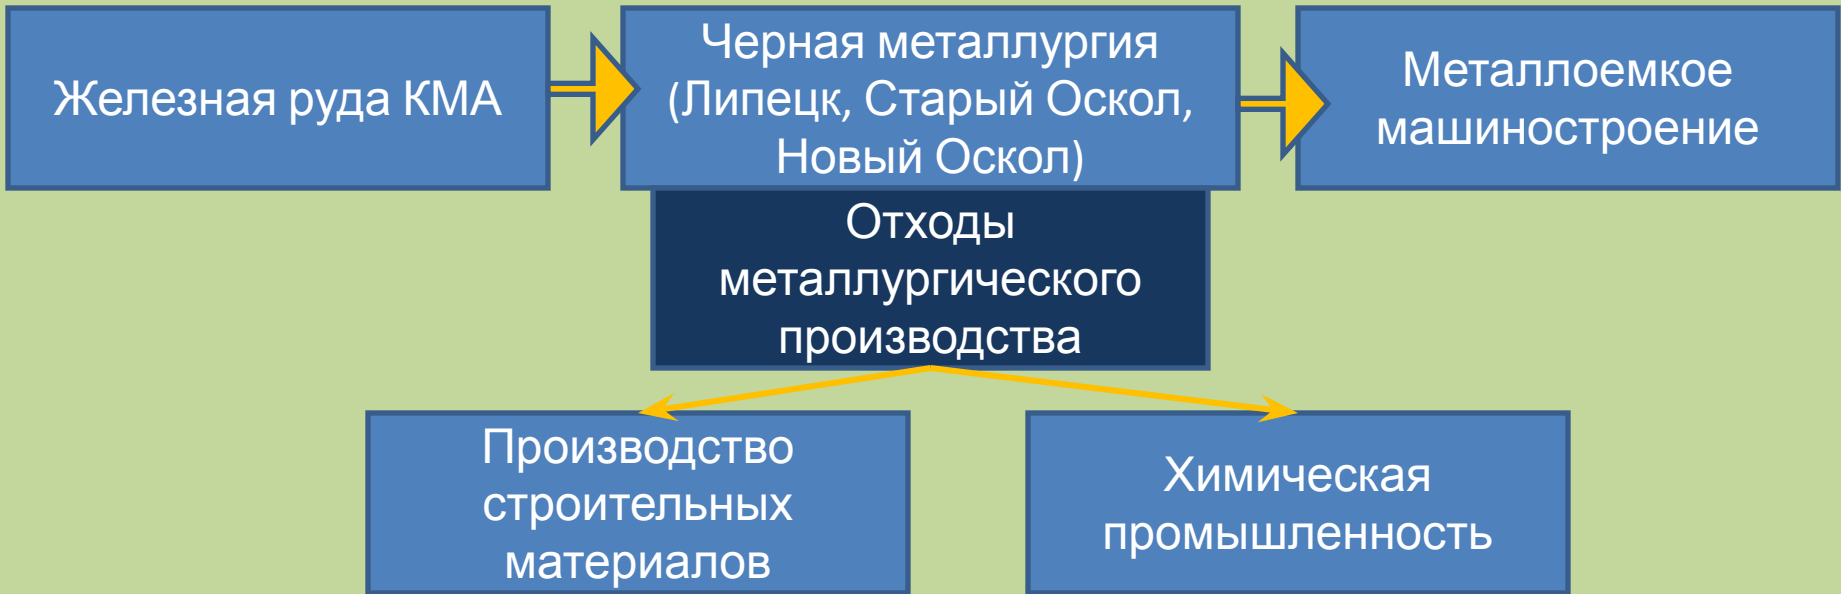 Железная руда КМА
Черная металлургия
(Липецк, Старый Оскол,
Новый Оскол)
Металлоемкое
машиностроение
Отходы
металлургического
производства
Производство
строительных
материалов
Химическая
промышленность